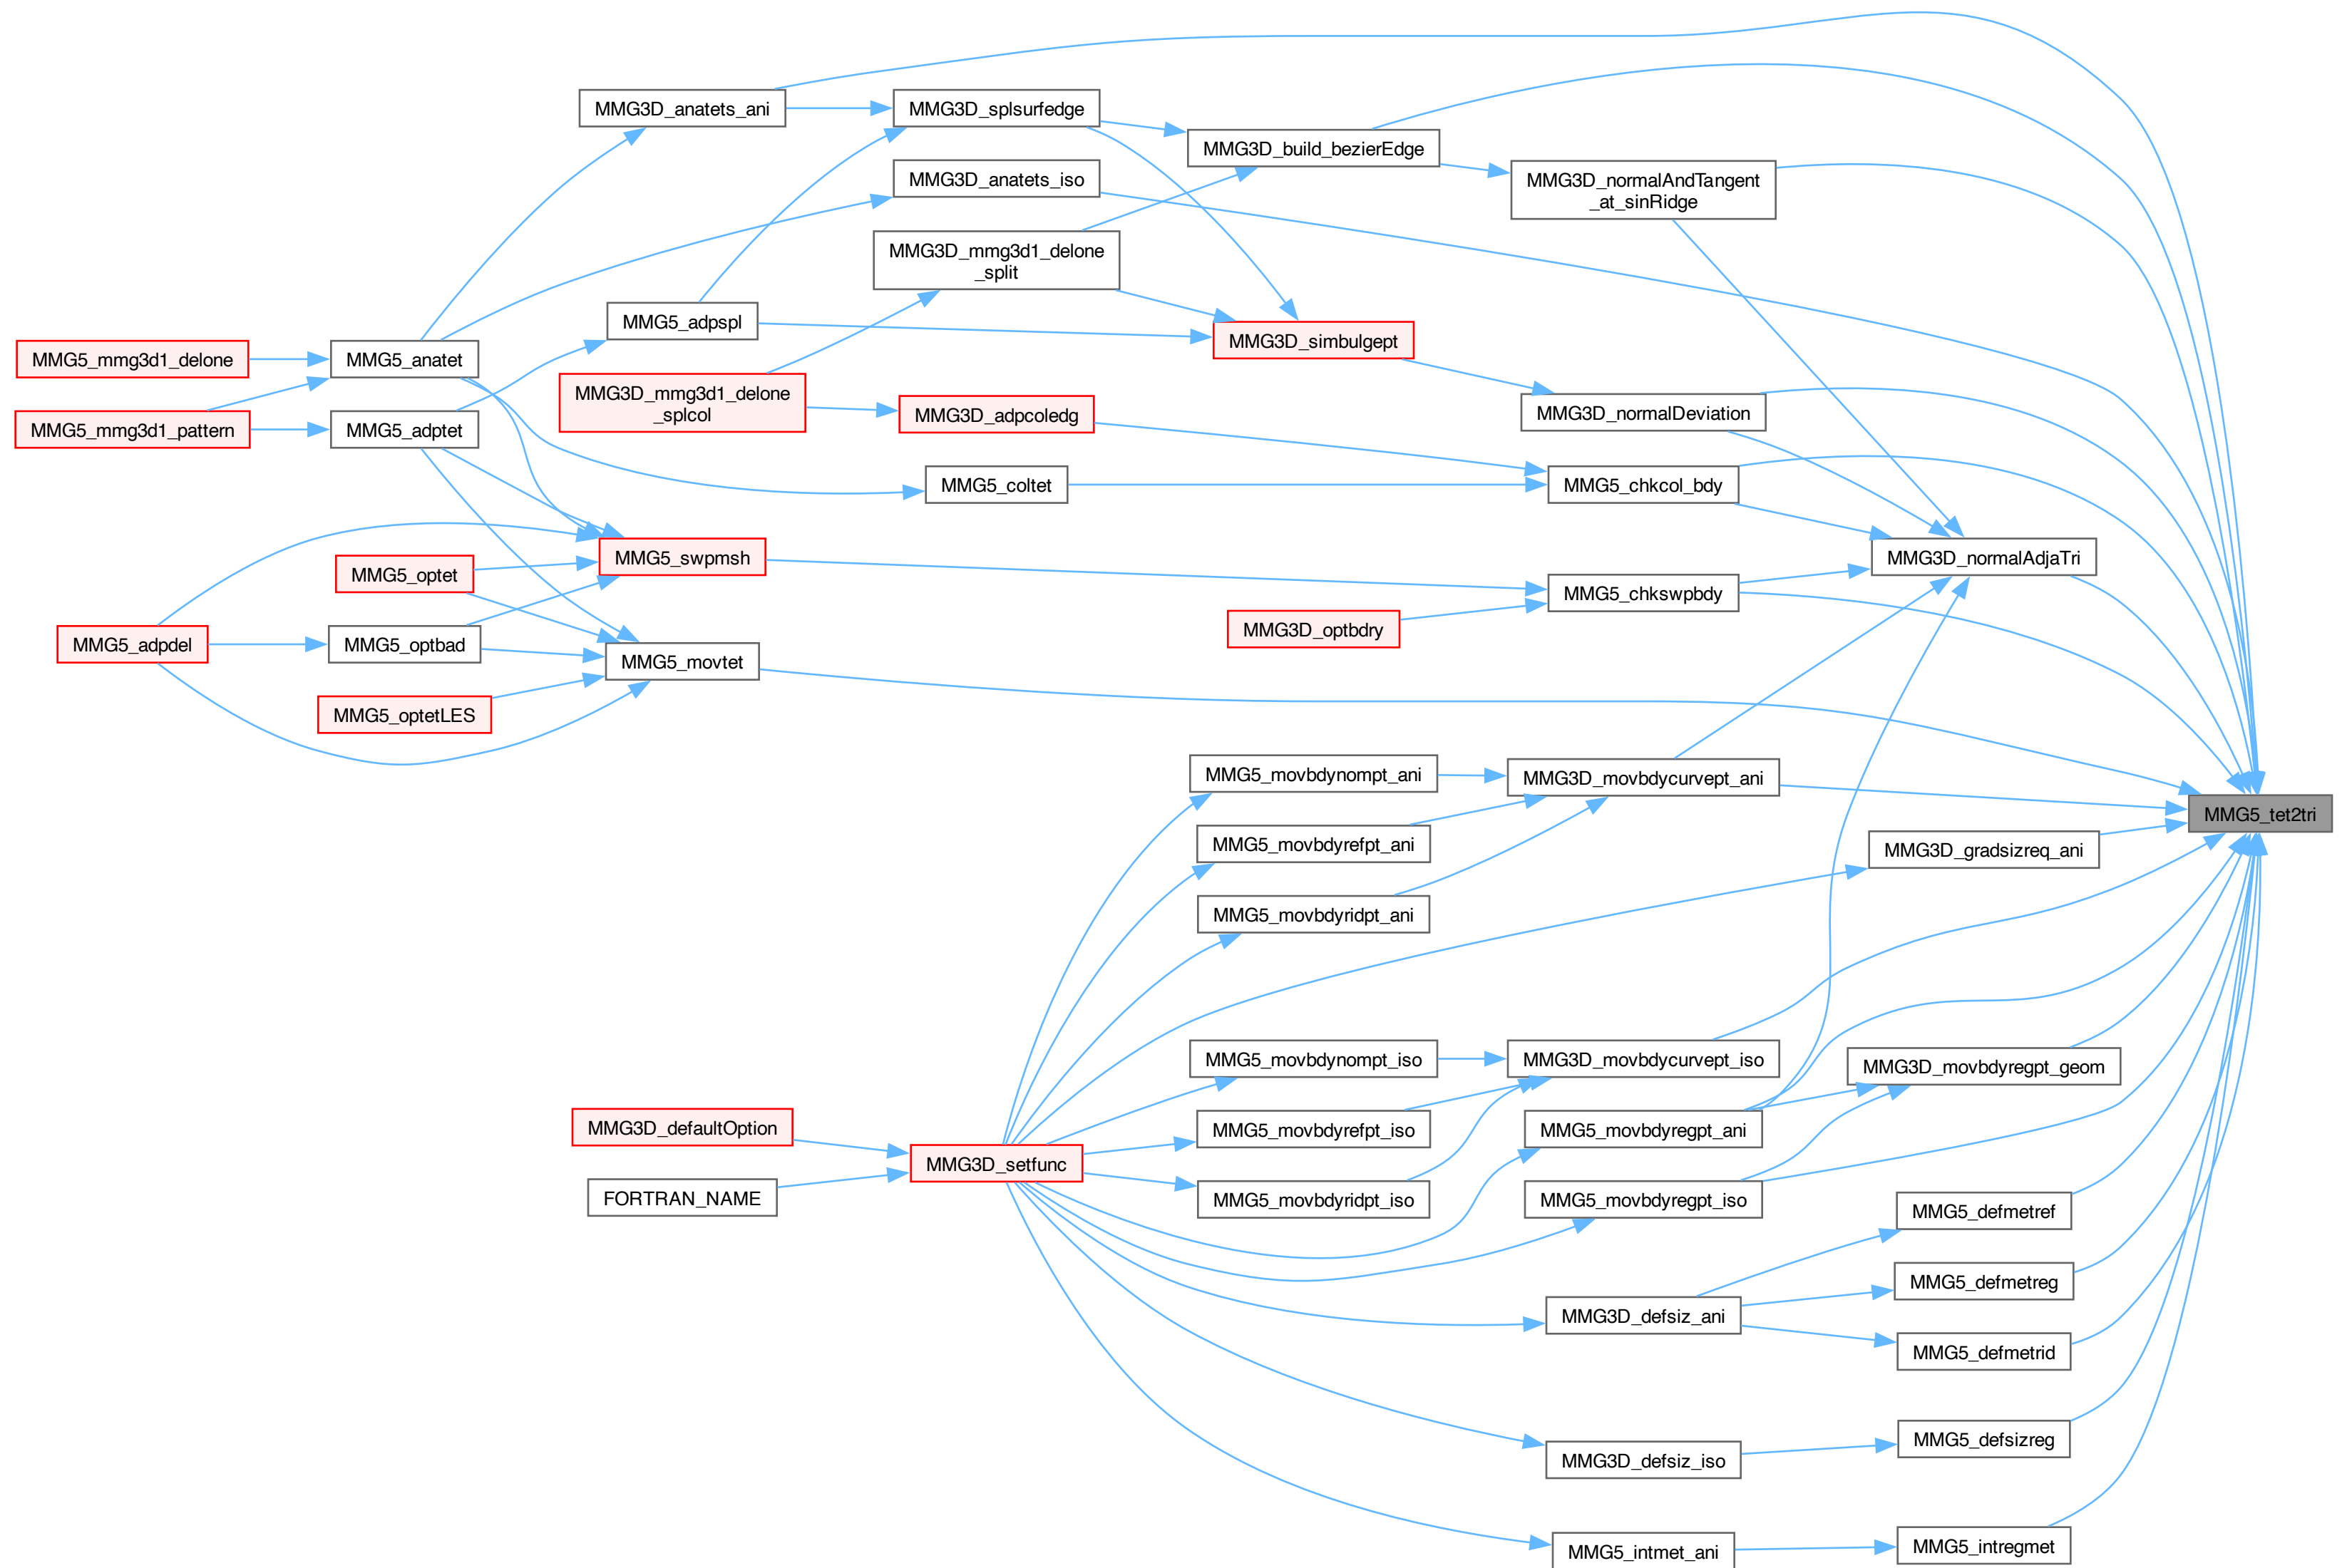 MMG3D_anatets_ani
MMG3D_splsurfedge
MMG3D_build_bezierEdge
MMG3D_anatets_iso
MMG3D_normalAndTangent
_at_sinRidge
MMG3D_mmg3d1_delone
_split
MMG5_adpspl
MMG3D_simbulgept
MMG5_mmg3d1_delone
MMG5_anatet
MMG3D_mmg3d1_delone
_splcol
MMG3D_adpcoledg
MMG3D_normalDeviation
MMG5_mmg3d1_pattern
MMG5_adptet
MMG5_coltet
MMG5_chkcol_bdy
MMG5_swpmsh
MMG3D_normalAdjaTri
MMG5_optet
MMG5_chkswpbdy
MMG3D_optbdry
MMG5_adpdel
MMG5_optbad
MMG5_movtet
MMG5_optetLES
MMG5_movbdynompt_ani
MMG3D_movbdycurvept_ani
MMG5_tet2tri
MMG5_movbdyrefpt_ani
MMG3D_gradsizreq_ani
MMG5_movbdyridpt_ani
MMG5_movbdynompt_iso
MMG3D_movbdycurvept_iso
MMG3D_movbdyregpt_geom
MMG3D_defaultOption
MMG5_movbdyrefpt_iso
MMG5_movbdyregpt_ani
MMG3D_setfunc
FORTRAN_NAME
MMG5_movbdyridpt_iso
MMG5_movbdyregpt_iso
MMG5_defmetref
MMG5_defmetreg
MMG3D_defsiz_ani
MMG5_defmetrid
MMG5_defsizreg
MMG3D_defsiz_iso
MMG5_intregmet
MMG5_intmet_ani